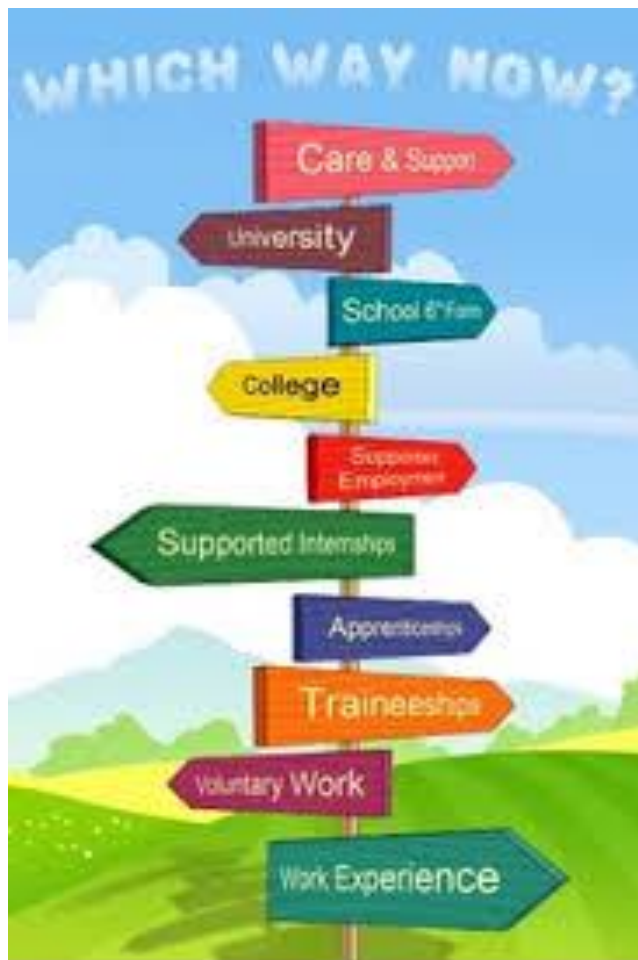 WHICH WAY NOW?
Care & Support
University
School 6th Form
College
Supported
Employment
Supported Internships
Apprenticeships
Traineeships
Voluntary Work
Work Experience